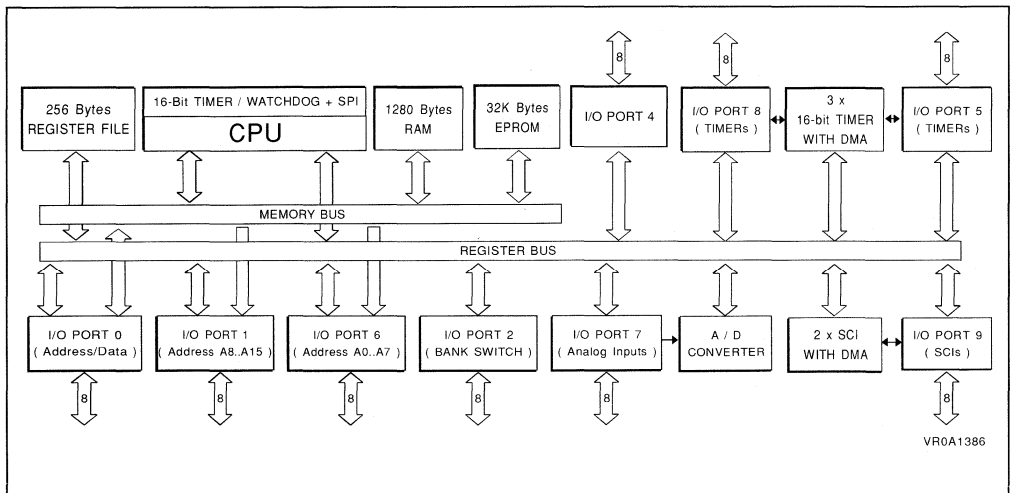 8
8
8
256 Bytes
REGISTER FILE
16-Bit TIMER / WATCHDOG + SPI
CPU
1280 Bytes
RAM
32K Bytes
EPROM
I/O PORT 4
I/O PORT 8
( TIMERs )
3 x
16-bit TIMER
WITH DMA
I/O PORT 5
( TIMERs )
MEMORY BUS
REGISTER BUS
I/O PORT 0
( Address/Data )
I/O PORT 1
( Address A8..A15 )
I/O PORT 6
( Address A0..A7 )
I/O PORT 2
( BANK SWITCH )
I/O PORT 7
( Analog Inputs )
A / D
CONVERTER
2 x SCI
WITH DMA
I/O PORT 9
( SCIs )
8
8
8
8
8
8
VR0A1386